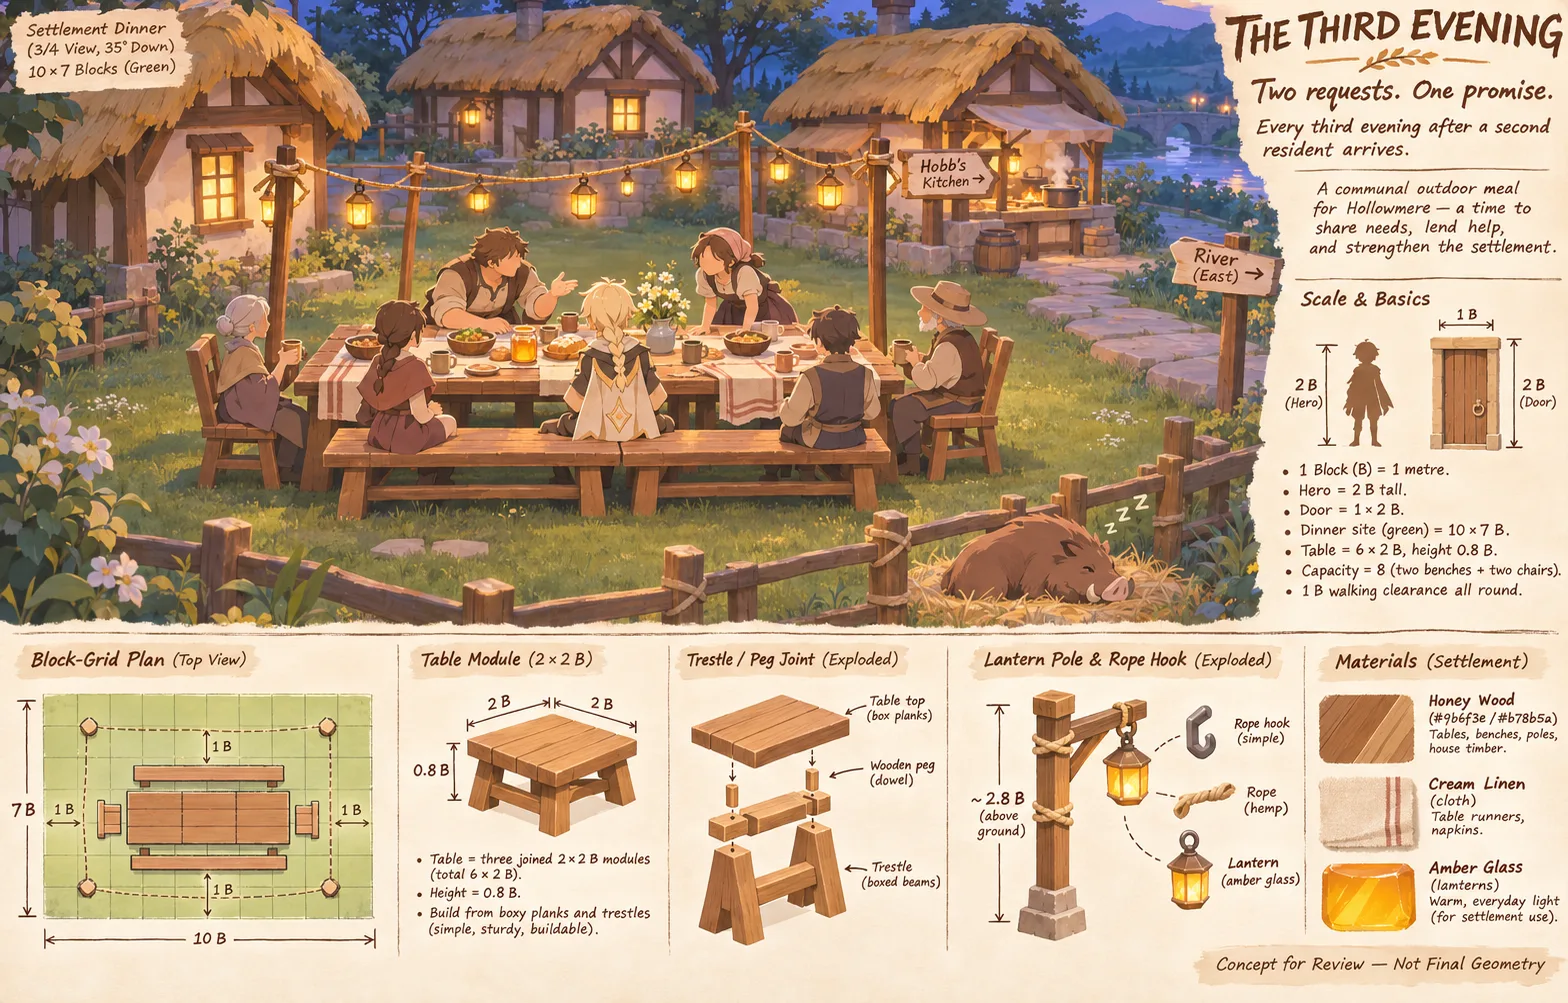 Settlement Dinner
(3/4 View, 35° Down)
10 × 7 Blocks (Green)
Hobb's
Kitchen →
River
(East) →
z z z
THE THIRD EVENING
Two requests. One promise.
Every third evening after a second
resident arrives.
A communal outdoor meal
for Hollowmere — a time to
share needs, lend help,
and strengthen the settlement.
Scale & Basics
1 B
2 B
(Hero)
2 B
(Door)
• 1 Block (B) = 1 metre.
• Hero = 2 B tall.
• Door = 1 × 2 B.
• Dinner site (green) = 10 × 7 B.
• Table = 6 × 2 B, height 0.8 B.
• Capacity = 8 (two benches + two chairs).
• 1 B walking clearance all round.
Block-Grid Plan (Top View)
7 B
1 B
1 B
1 B
1 B
10 B
Table Module (2 × 2 B)
2 B
2 B
0.8 B
• Table = three joined 2 × 2 B modules
(total 6 × 2 B).
• Height = 0.8 B.
• Build from boxy planks and trestles
(simple, sturdy, buildable).
Trestle / Peg Joint (Exploded)
Table top
(box planks)
Wooden peg
(dowel)
Trestle
(boxed beams)
Lantern Pole & Rope Hook (Exploded)
~ 2.8 B
(above
ground)
Rope hook
(simple)
Rope
(hemp)
Lantern
(amber glass)
Materials (Settlement)
Honey Wood
(#9b6f3e / #b78b5a)
Tables, benches, poles,
house timber.
Cream Linen
(cloth)
Table runners,
napkins.
Amber Glass
(lanterns)
Warm, everyday light
(for settlement use).
Concept for Review — Not Final Geometry